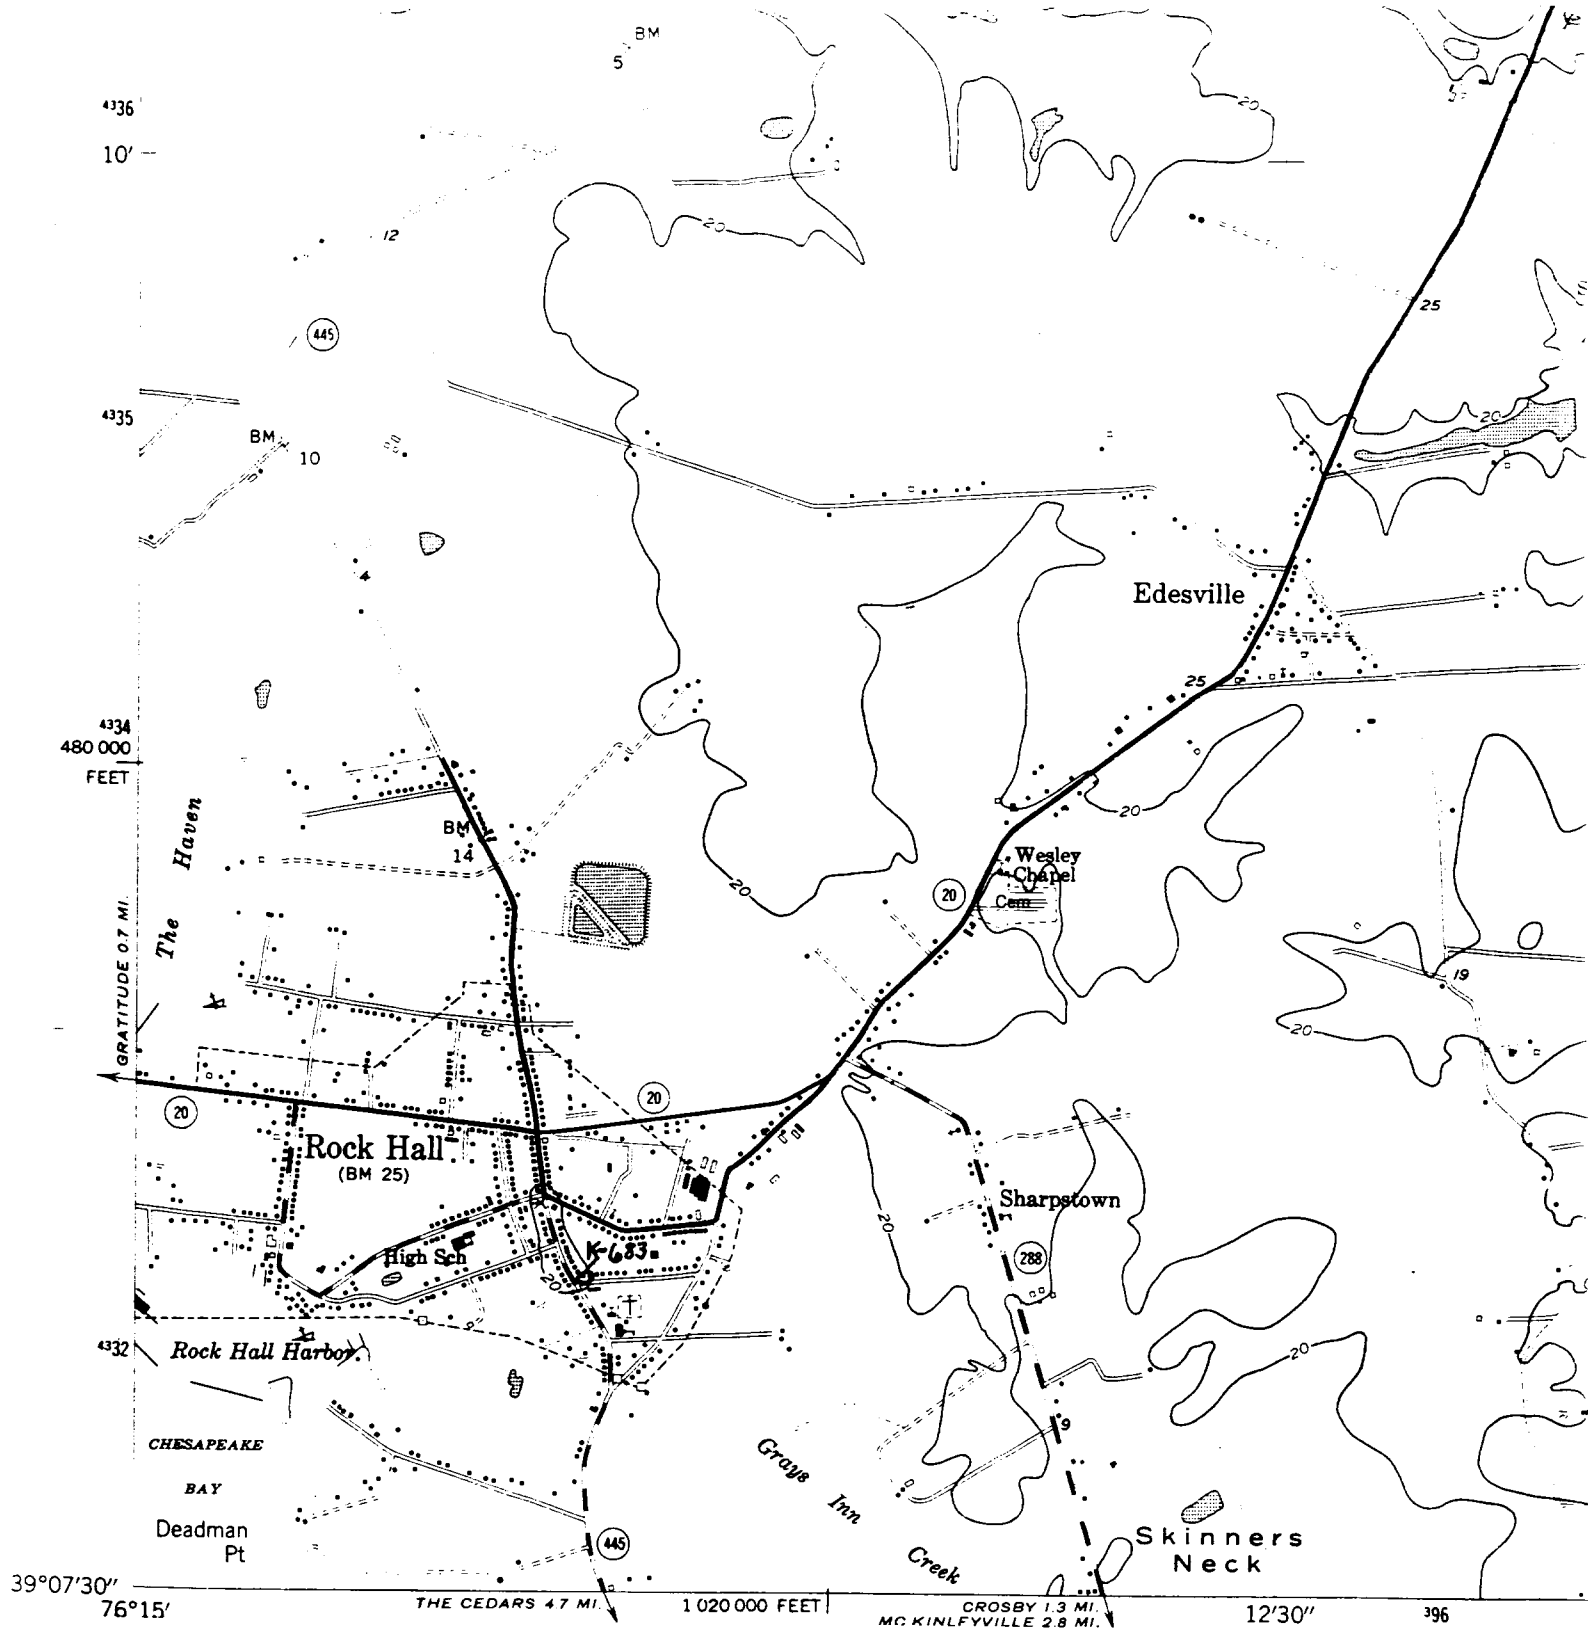 BM
5
4336
10'
20
20
12
25
445
4335
20
BM
10
4
Edesville
25
4334
480 000
FEET
20
The Haven
BM
14
Wesley
Chapel
20
20
Cem
GRATITUDE 0.7 MI.
19
20
20
20
Rock Hall
(BM 25)
Sharpstown
20
K-683
High Sch
288
20
4332
Rock Hall Harbor
20
9
CHESAPEAKE
BAY
Grays Inn Creek
Deadman
Pt
445
Skinners
Neck
39°07'30"
76°15'
THE CEDARS 4.7 MI.
1 020 000 FEET
CROSBY 1.3 MI.
MC KINLEYVILLE 2.8 MI.
12'30"
396